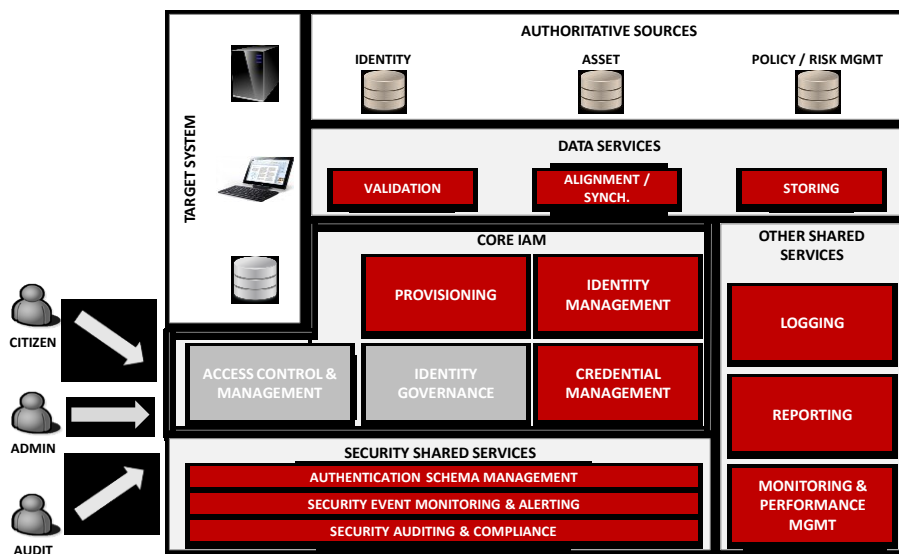 AUTHORITATIVE SOURCES
IDENTITY
ASSET
POLICY / RISK MGMT
TARGET SYSTEM
DATA SERVICES
VALIDATION
ALIGNMENT /
SYNCH.
STORING
CORE IAM
PROVISIONING
IDENTITY
MANAGEMENT
ACCESS CONTROL &
MANAGEMENT
IDENTITY
GOVERNANCE
CREDENTIAL
MANAGEMENT
OTHER SHARED
SERVICES
LOGGING
REPORTING
MONITORING &
PERFORMANCE
MGMT
CITIZEN
ADMIN
AUDIT
SECURITY SHARED SERVICES
AUTHENTICATION SCHEMA MANAGEMENT
SECURITY EVENT MONITORING & ALERTING
SECURITY AUDITING & COMPLIANCE